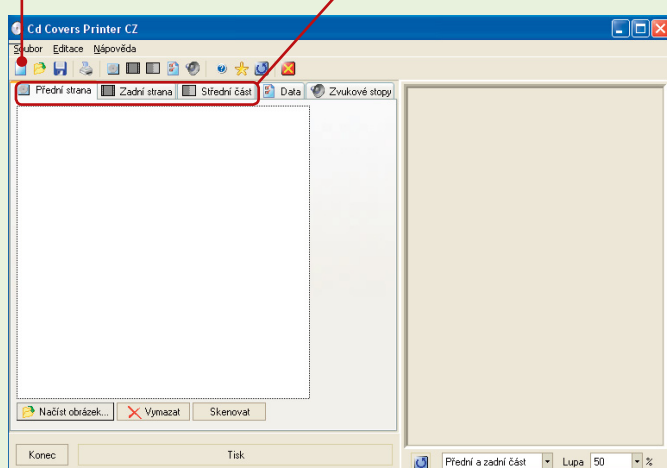 Cd Covers Printer CZ
Soubor Editace Nápověda
Přední strana Zadní strana Střední část Data Zvukové stopy
Načíst obrázek... Vymazat Skenovat
Konec Tisk Přední a zadní část Lupa 50 %